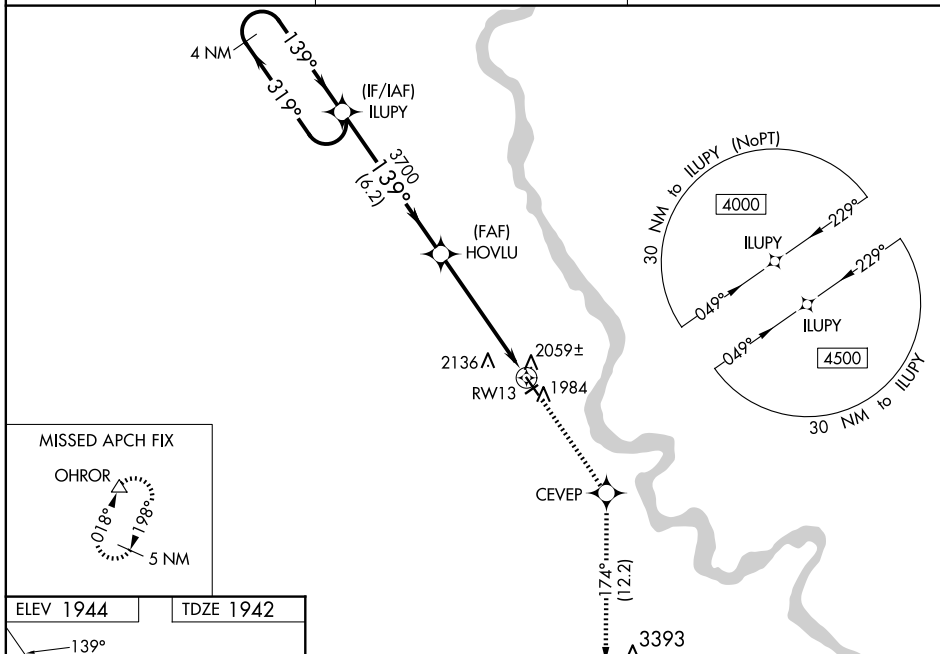 4 NM
139°
319°
(IF/IAF)
ILUPY
3700
139°
(6.2)
(FAF)
HOVLU
30 NM to ILUPY (NoPT)
4000
229°
ILUPY
049°
229°
049°
ILUPY
4500
30 NM to ILUPY
2136
2059±
RW13
1984
MISSED APCH FIX
OHROR
018°
198°
5 NM
CEVEP
174°
(12.2)
3393
ELEV 1944
TDZE 1942
139°